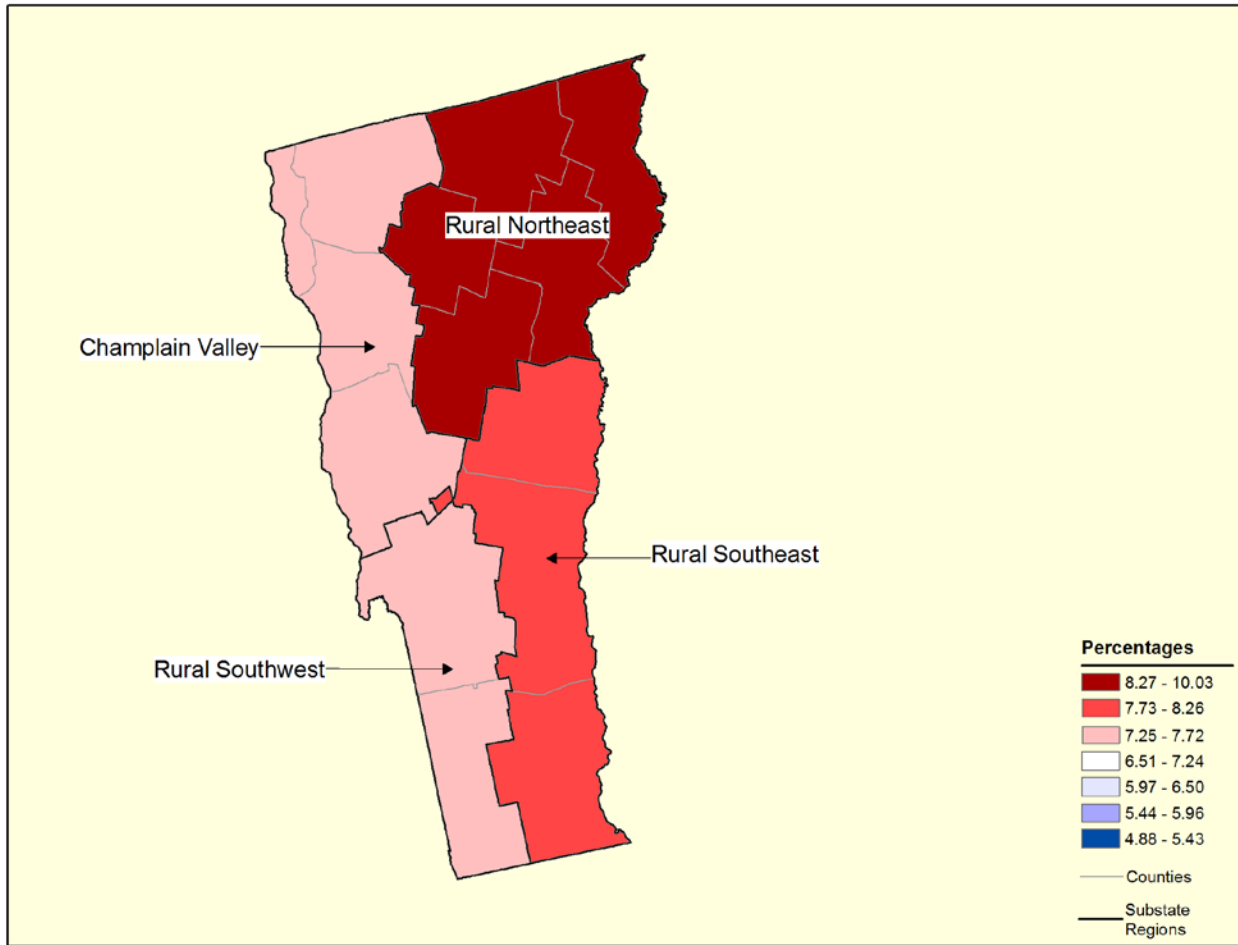 Rural Northeast
Champlain Valley
Rural Southeast
Rural Southwest
Percentages
8.27 - 10.03
7.73 - 8.26
7.25 - 7.72
6.51 - 7.24
5.97 - 6.50
5.44 - 5.96
4.88 - 5.43
Counties
Substate
Regions